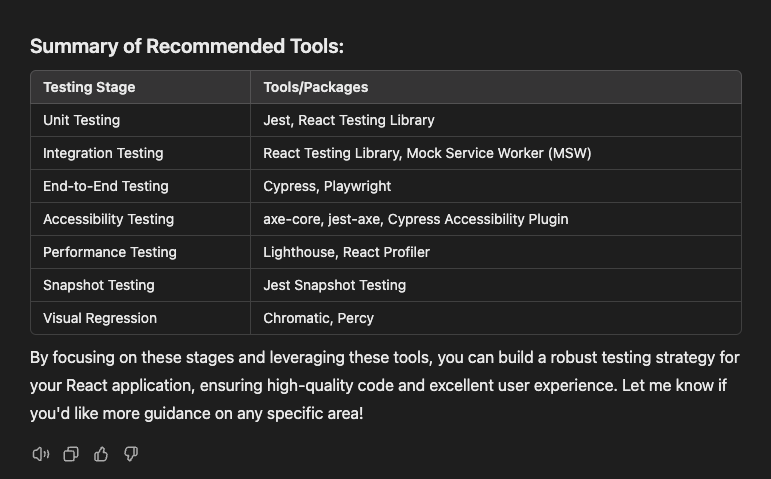 Summary of Recommended Tools:
Testing Stage Tools/Packages
Unit Testing Jest, React Testing Library
Integration Testing React Testing Library, Mock Service Worker (MSW)
End-to-End Testing Cypress, Playwright
Accessibility Testing axe-core, jest-axe, Cypress Accessibility Plugin
Performance Testing Lighthouse, React Profiler
Snapshot Testing Jest Snapshot Testing
Visual Regression Chromatic, Percy
By focusing on these stages and leveraging these tools, you can build a robust testing strategy for
your React application, ensuring high-quality code and excellent user experience. Let me know if
you'd like more guidance on any specific area!